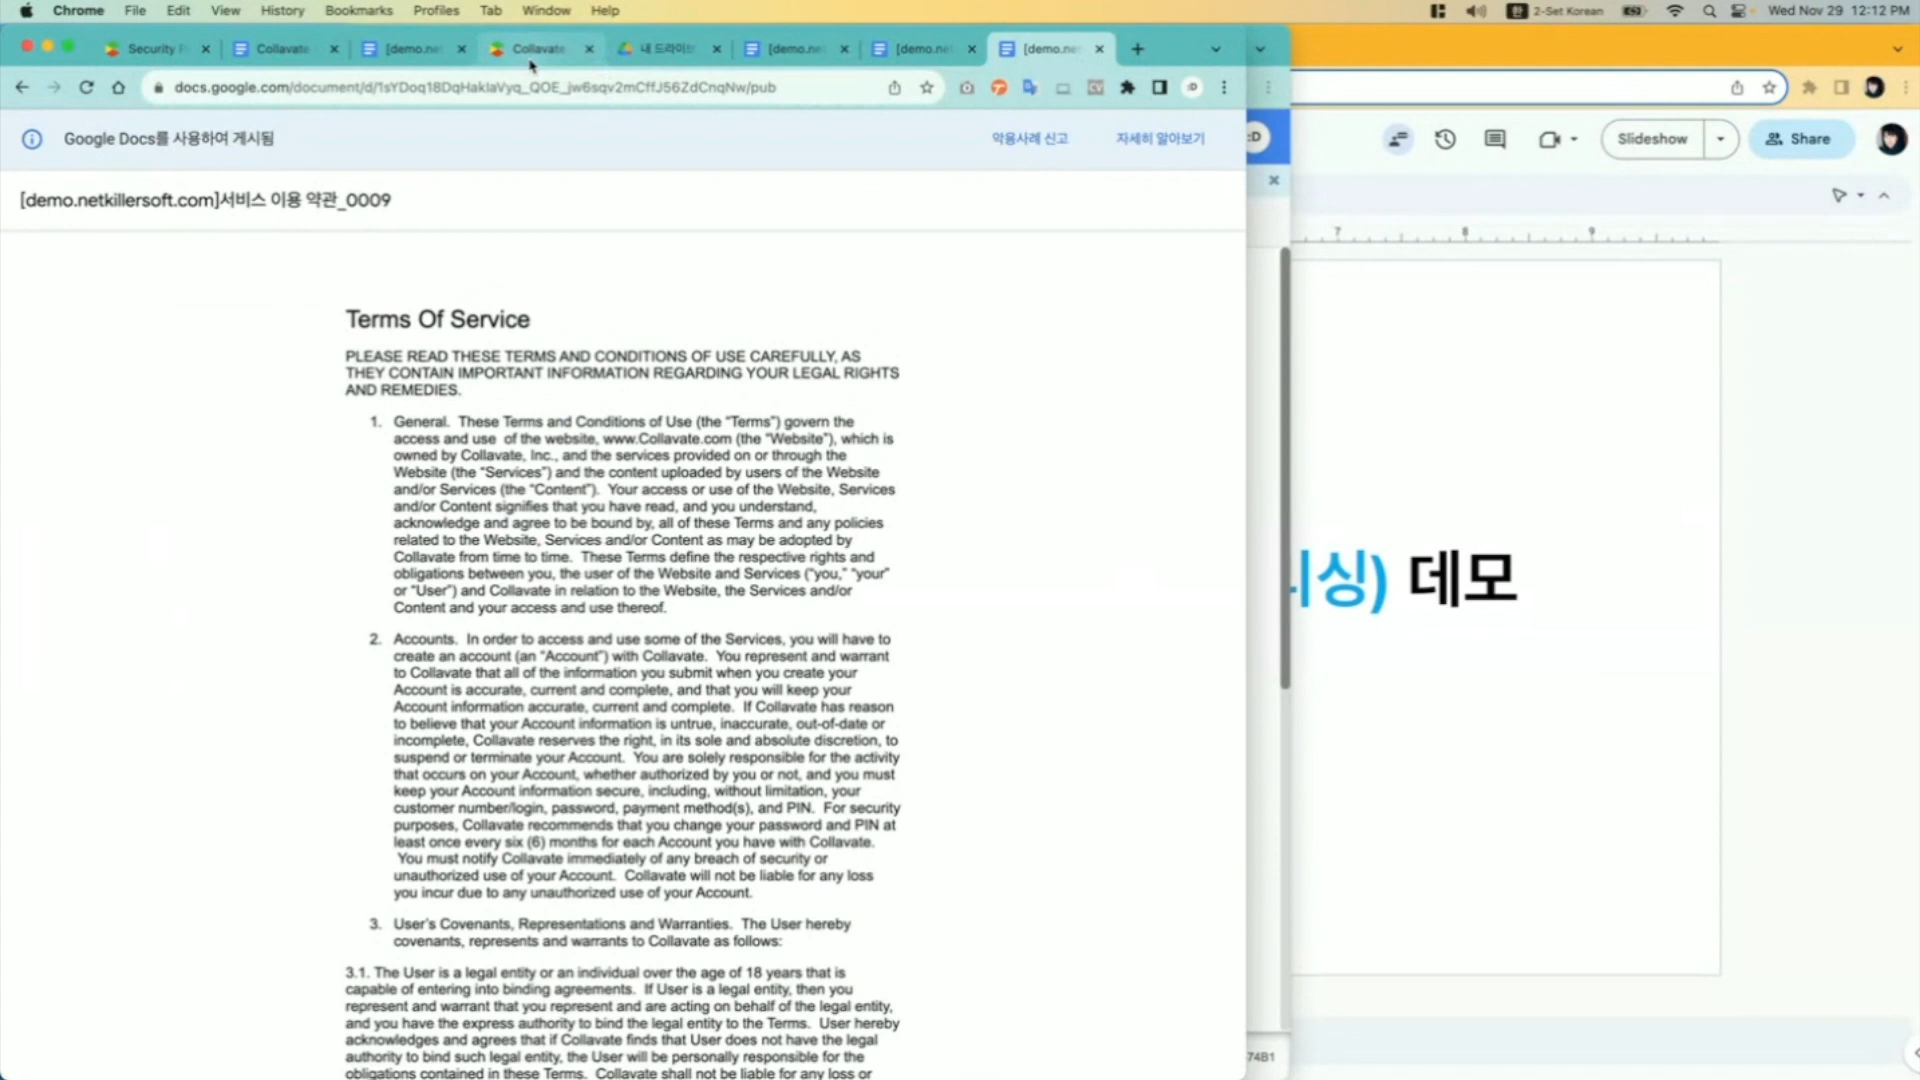 Chrome File Edit View History Bookmarks Profiles Tab Window Help
한 2-Set Korean Wed Nov 29 12:12 PM
Security P Collavate [demo.net Collavate 내 드라이브 [demo.net [demo.net [demo.net
docs.google.com/document/d/1sYDoq18DqHaklaVyq_QOE_jw6sqv2mCffJ56ZdCnqNw/pub
:D
Google Docs를 사용하여 게시됨 악용사례 신고 자세히 알아보기
:D
Slideshow Share
[demo.netkillersoft.com]서비스 이용 약관_0009
7 8 9
Terms Of Service
PLEASE READ THESE TERMS AND CONDITIONS OF USE CAREFULLY, AS
THEY CONTAIN IMPORTANT INFORMATION REGARDING YOUR LEGAL RIGHTS
AND REMEDIES.
1. General. These Terms and Conditions of Use (the “Terms”) govern the
access and use of the website, www.Collavate.com (the “Website”), which is
owned by Collavate, Inc., and the services provided on or through the
Website (the “Services”) and the content uploaded by users of the Website
and/or Services (the “Content”). Your access or use of the Website, Services
and/or Content signifies that you have read, and you understand,
acknowledge and agree to be bound by, all of these Terms and any policies
related to the Website, Services and/or Content as may be adopted by
Collavate from time to time. These Terms define the respective rights and
obligations between you, the user of the Website and Services (“you,” “your”
or “User”) and Collavate in relation to the Website, the Services and/or
Content and your access and use thereof.
2. Accounts. In order to access and use some of the Services, you will have to
create an account (an “Account”) with Collavate. You represent and warrant
to Collavate that all of the information you submit when you create your
Account is accurate, current and complete, and that you will keep your
Account information accurate, current and complete. If Collavate has reason
to believe that your Account information is untrue, inaccurate, out-of-date or
incomplete, Collavate reserves the right, in its sole and absolute discretion, to
suspend or terminate your Account. You are solely responsible for the activity
that occurs on your Account, whether authorized by you or not, and you must
keep your Account information secure, including, without limitation, your
customer number/login, password, payment method(s), and PIN. For security
purposes, Collavate recommends that you change your password and PIN at
least once every six (6) months for each Account you have with Collavate.
You must notify Collavate immediately of any breach of security or
unauthorized use of your Account. Collavate will not be liable for any loss
you incur due to any unauthorized use of your Account.
3. User’s Covenants, Representations and Warranties. The User hereby
covenants, represents and warrants to Collavate as follows:
3.1. The User is a legal entity or an individual over the age of 18 years that is
capable of entering into binding agreements. If User is a legal entity, then you
represent and warrant that you represent and are acting on behalf of the legal entity,
and you have the express authority to bind the legal entity to the Terms. User hereby
acknowledges and agrees that if Collavate finds that User does not have the legal
authority to bind such legal entity, the User will be personally responsible for the
obligations contained in these Terms. Collavate shall not be liable for any loss or
싱) 데모
74B1